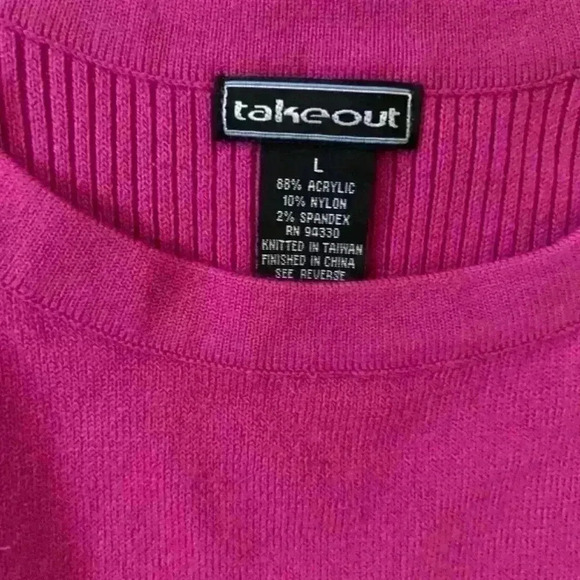 takeout
L
88% ACRYLIC
10% NYLON
2% SPANDEX
RN 94330
KNITTED IN TAIWAN
FINISHED IN CHINA
SEE REVERSE